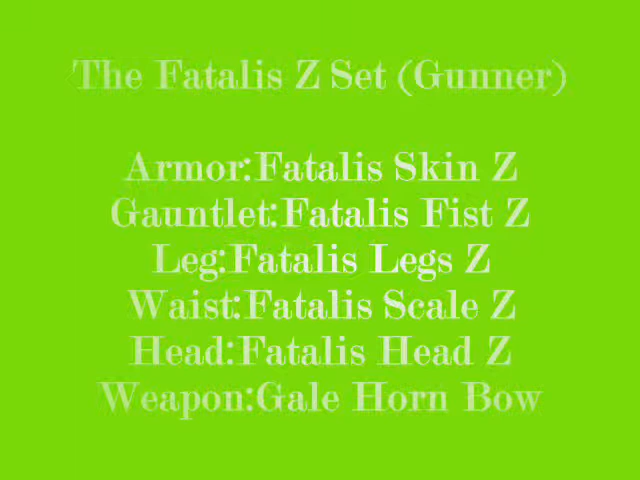 The Fatalis Z Set (Gunner)
Armor:Fatalis Skin Z
Gauntlet:Fatalis Fist Z
Leg:Fatalis Legs Z
Waist:Fatalis Scale Z
Head:Fatalis Head Z
Weapon:Gale Horn Bow